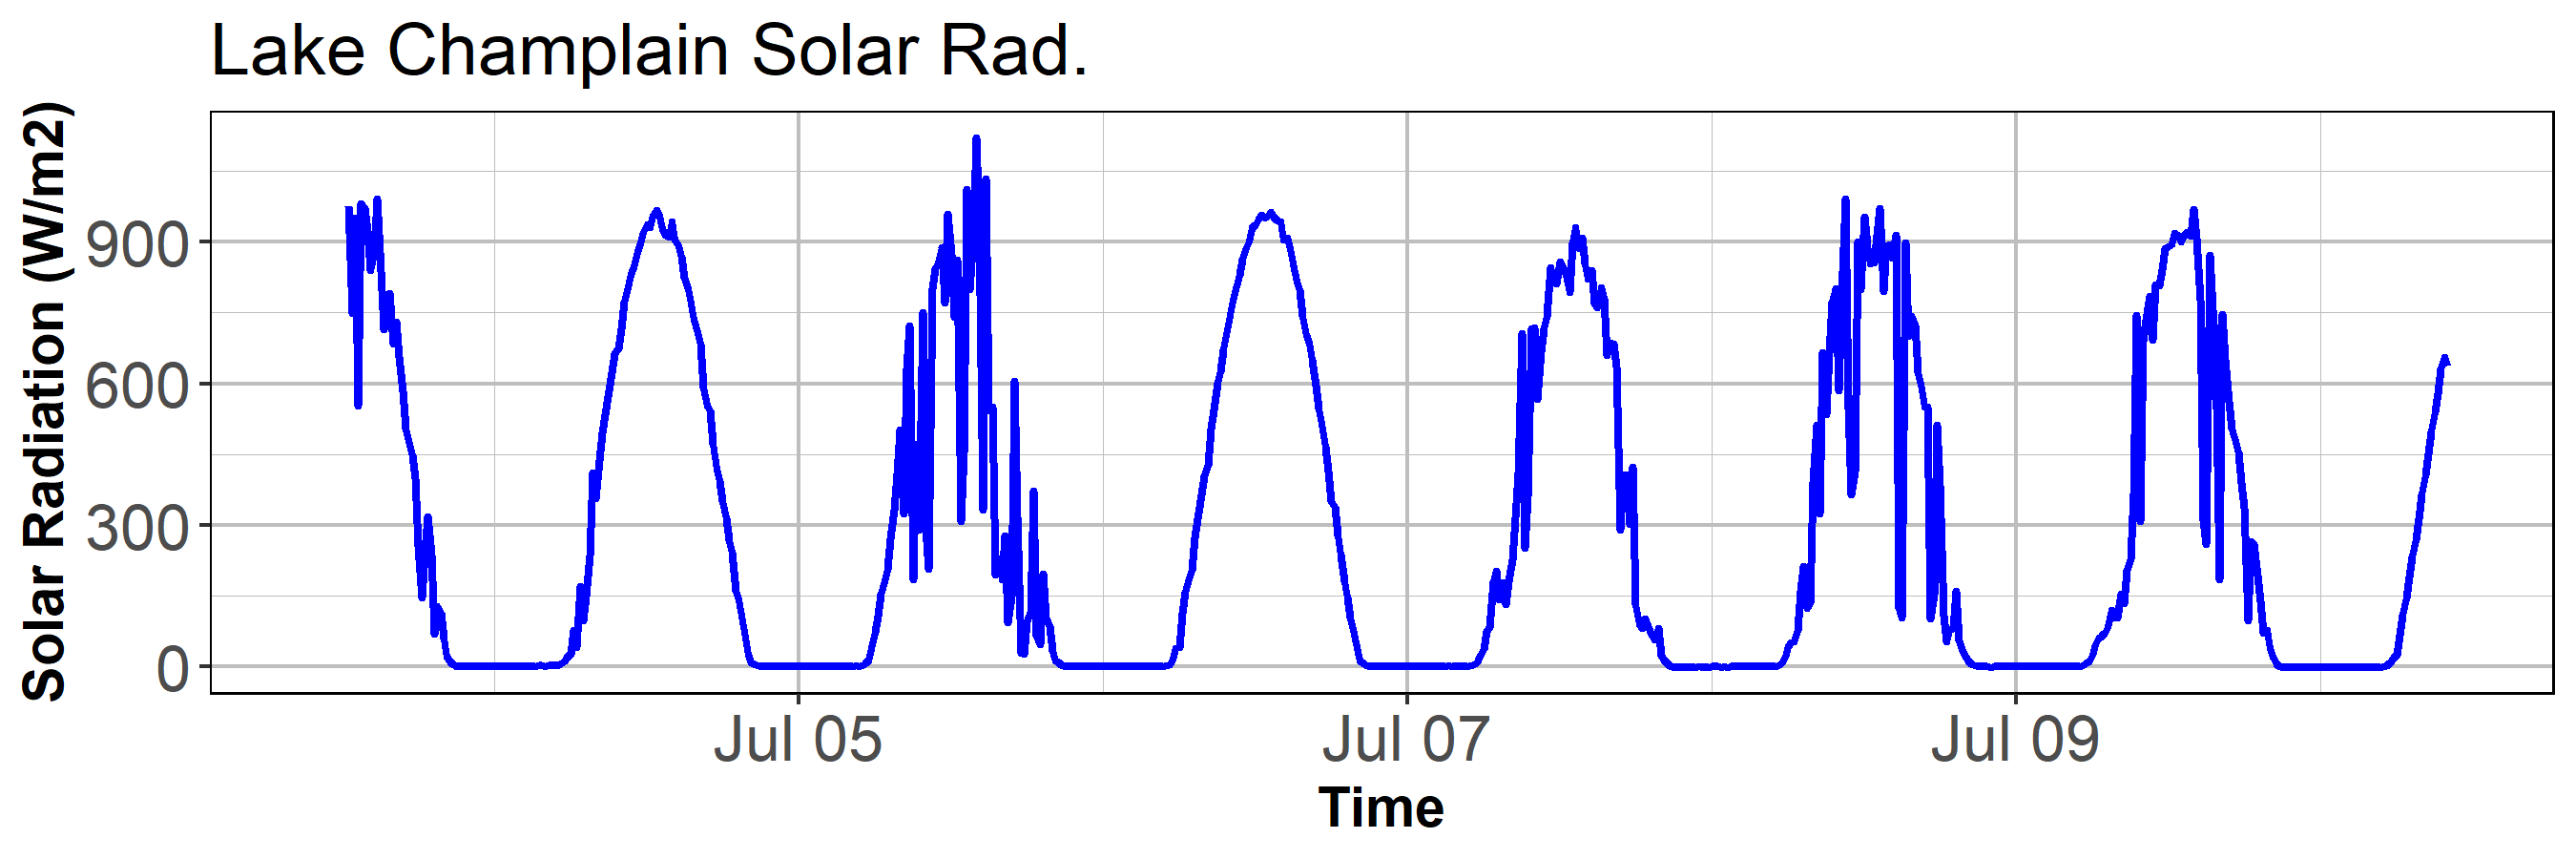 Lake Champlain Solar Rad.
Solar Radiation (W/m2)
900
600
300
0
Jul 05 Jul 07 Jul 09
Time